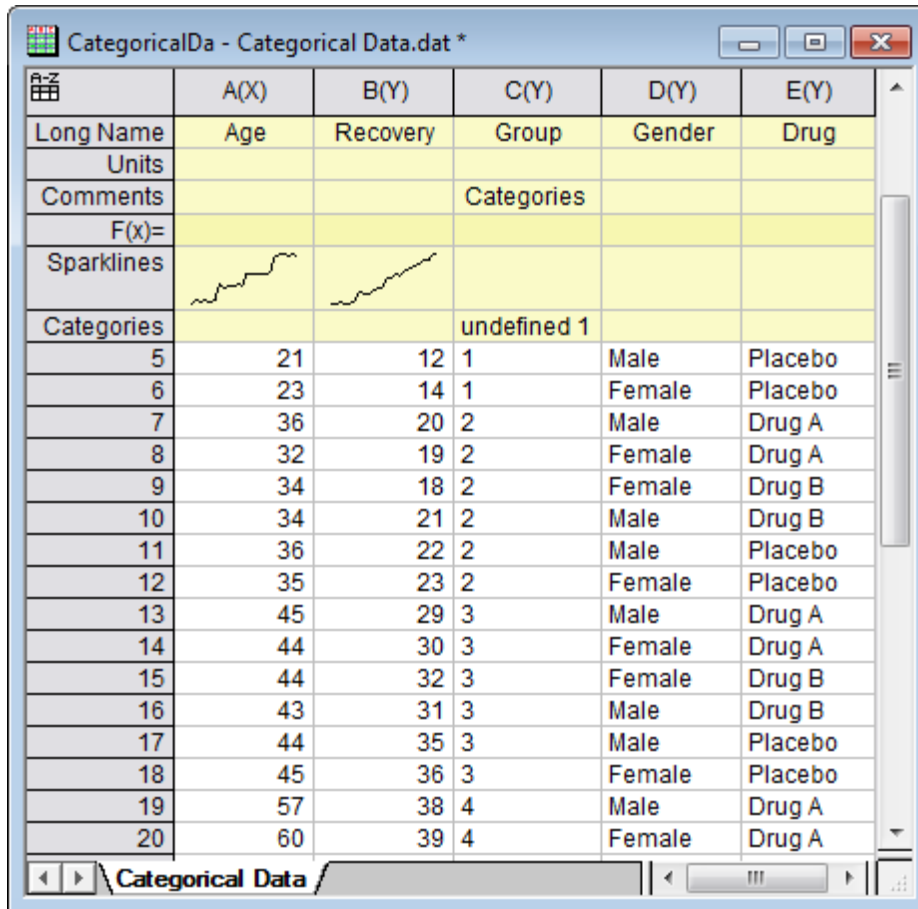 CategoricalDa - Categorical Data.dat *
A-Z A(X) B(Y) C(Y) D(Y) E(Y)
Long Name Age Recovery Group Gender Drug
Units
Comments Categories
F(x)=
Sparklines
Categories undefined 1
5 21 12 1 Male Placebo
6 23 14 1 Female Placebo
7 36 20 2 Male Drug A
8 32 19 2 Female Drug A
9 34 18 2 Female Drug B
10 34 21 2 Male Drug B
11 36 22 2 Male Placebo
12 35 23 2 Female Placebo
13 45 29 3 Male Drug A
14 44 30 3 Female Drug A
15 44 32 3 Female Drug B
16 43 31 3 Male Drug B
17 44 35 3 Male Placebo
18 45 36 3 Female Placebo
19 57 38 4 Male Drug A
20 60 39 4 Female Drug A
Categorical Data